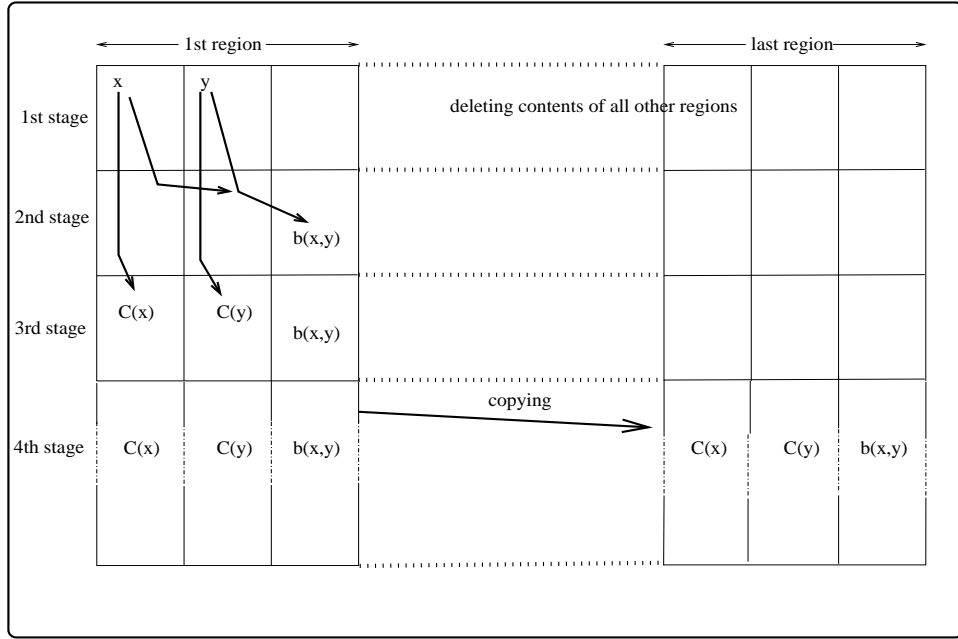 1st region
last region
x
y
1st stage
deleting contents of all other regions
2nd stage
b(x,y)
C(x)
C(y)
3rd stage
b(x,y)
copying
4th stage
C(x)
C(y)
b(x,y)
C(x)
C(y)
b(x,y)